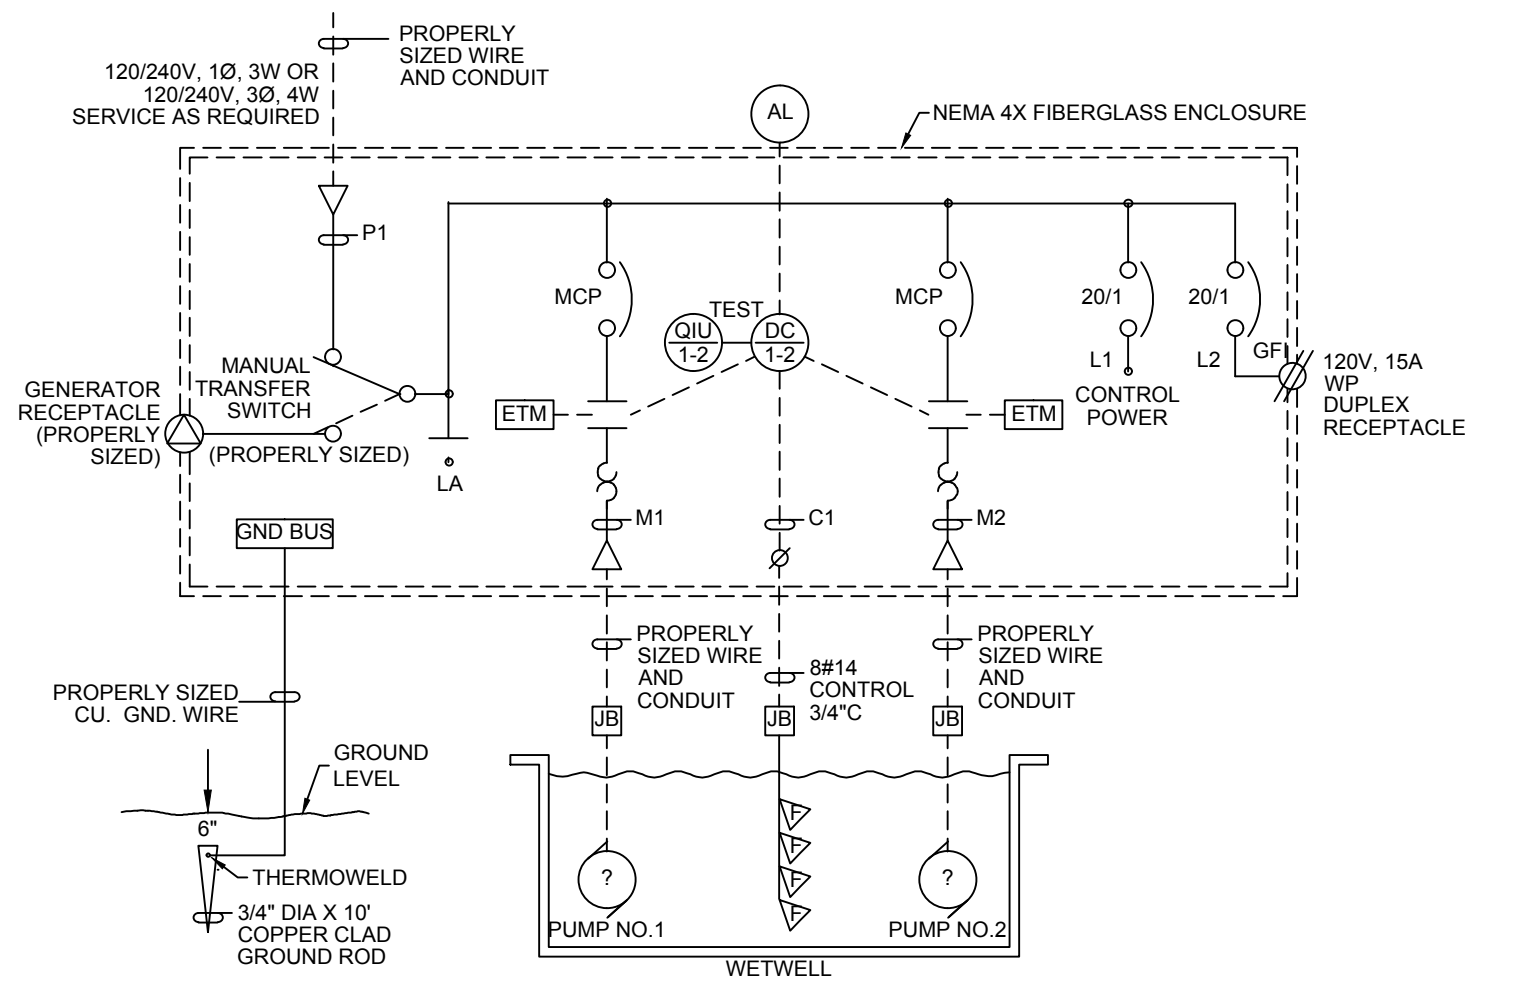 PROPERLY
SIZED WIRE
AND CONDUIT
120/240V, 1Ø, 3W OR
120/240V, 3Ø, 4W
SERVICE AS REQUIRED
AL
NEMA 4X FIBERGLASS ENCLOSURE
P1
MCP
TEST
QIU
1-2
DC
1-2
MCP
20/1
20/1
L1
L2
GFI
CONTROL
POWER
120V, 15A
WP
DUPLEX
RECEPTACLE
MANUAL
TRANSFER
SWITCH
GENERATOR
RECEPTACLE
(PROPERLY
SIZED)
(PROPERLY SIZED)
ETM
ETM
LA
GND BUS
M1
C1
M2
PROPERLY
SIZED WIRE
AND
CONDUIT
8#14
CONTROL
3/4"C
PROPERLY
SIZED WIRE
AND
CONDUIT
PROPERLY SIZED
CU. GND. WIRE
JB
JB
JB
GROUND
LEVEL
6"
THERMOWELD
3/4" DIA X 10'
COPPER CLAD
GROUND ROD
F
F
F
F
?
?
PUMP NO.1
PUMP NO.2
WETWELL